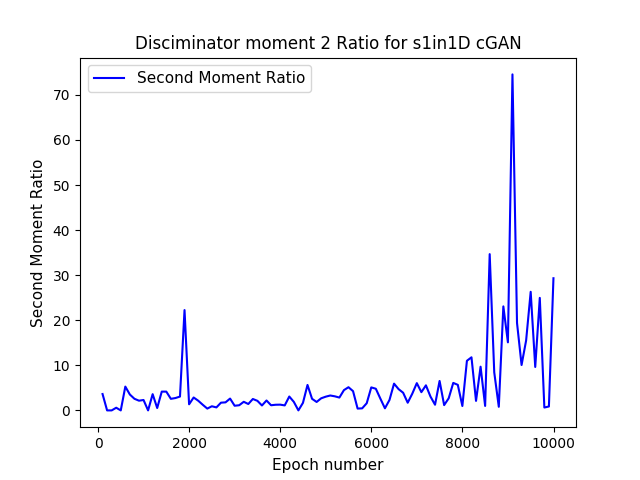 Disciminator moment 2 Ratio for s1in1D cGAN
Second Moment Ratio
70
60
50
40
30
20
10
0
Second Moment Ratio
0 2000 4000 6000 8000 10000
Epoch number